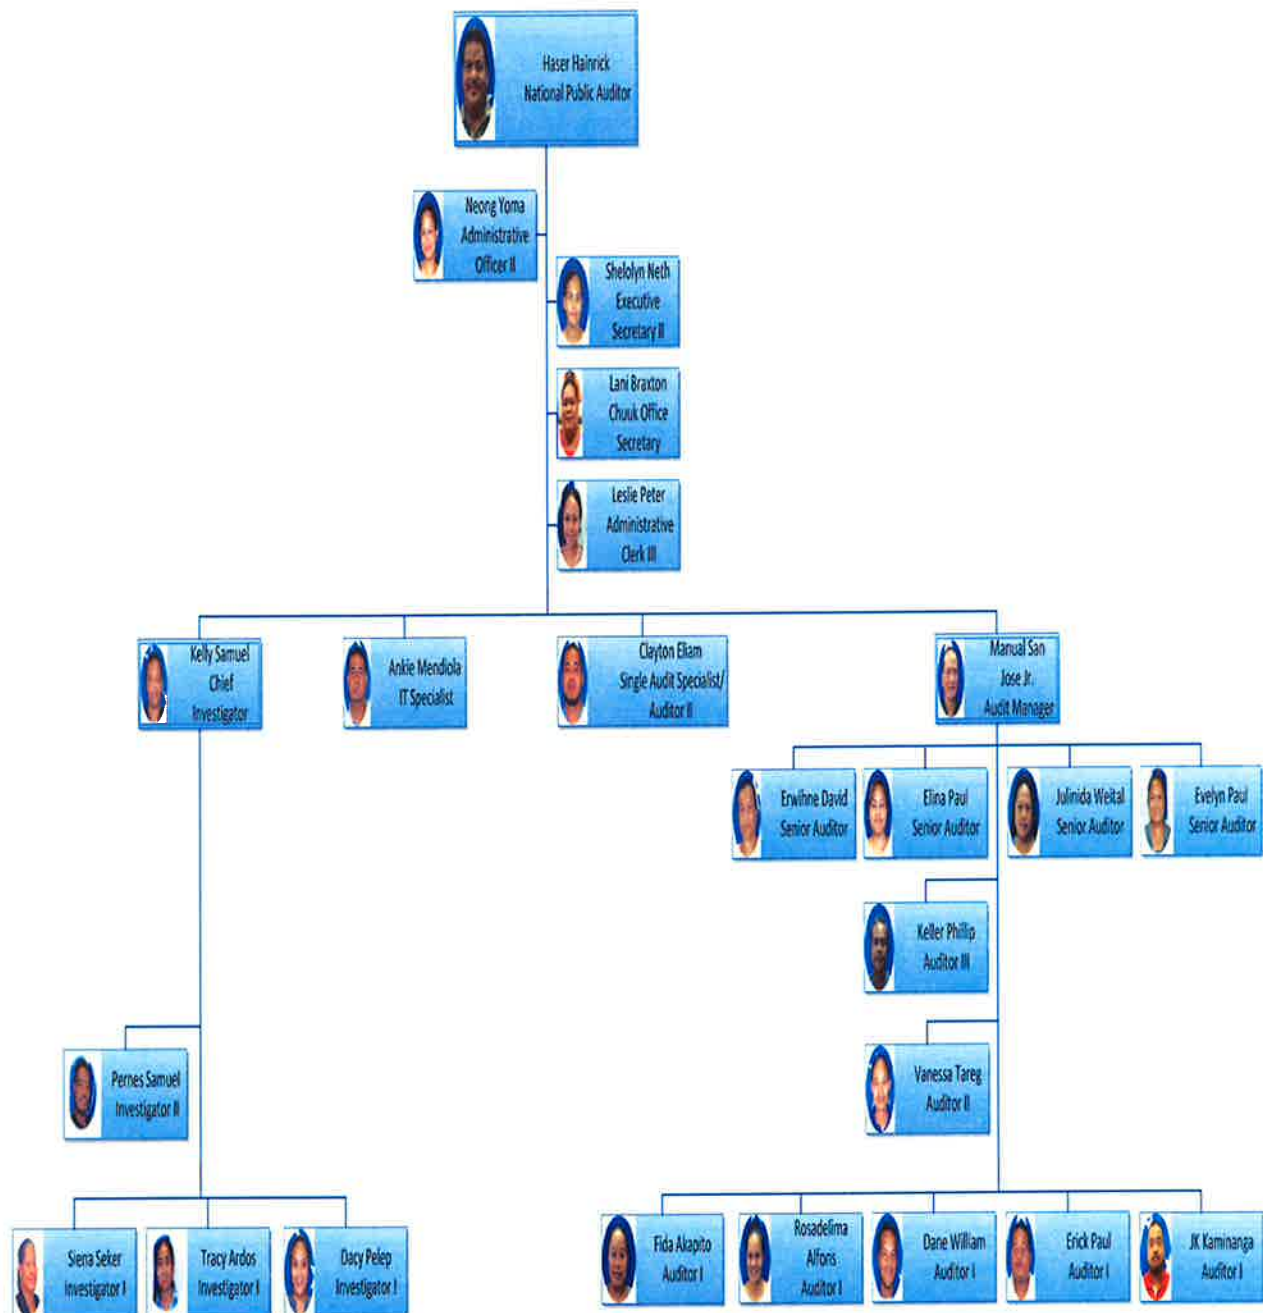 Haser Hainrick
National Public Auditor
Neong Yoma
Administrative
Officer II
Shelolyn Neth
Executive
Secretary II
Lani Braxton
Chuuk Office
Secretary
Leslie Peter
Administrative
Clerk III
Kelly Samuel
Chief
Investigator
Ankie Mendiola
IT Specialist
Clayton Eliam
Single Audit Specialist/
Auditor II
Manual San
Jose Jr.
Audit Manager
Erwihne David
Senior Auditor
Elina Paul
Senior Auditor
Julinida Weital
Senior Auditor
Evelyn Paul
Senior Auditor
Keller Phillip
Auditor III
Vanessa Tareg
Auditor II
Pernes Samuel
Investigator II
Siena Seker
Investigator I
Tracy Ardos
Investigator I
Dacy Pelep
Investigator I
Fida Akapito
Auditor I
Rosadelima
Alfons
Auditor I
Dane William
Auditor I
Erick Paul
Auditor I
JK Kaminanga
Auditor I